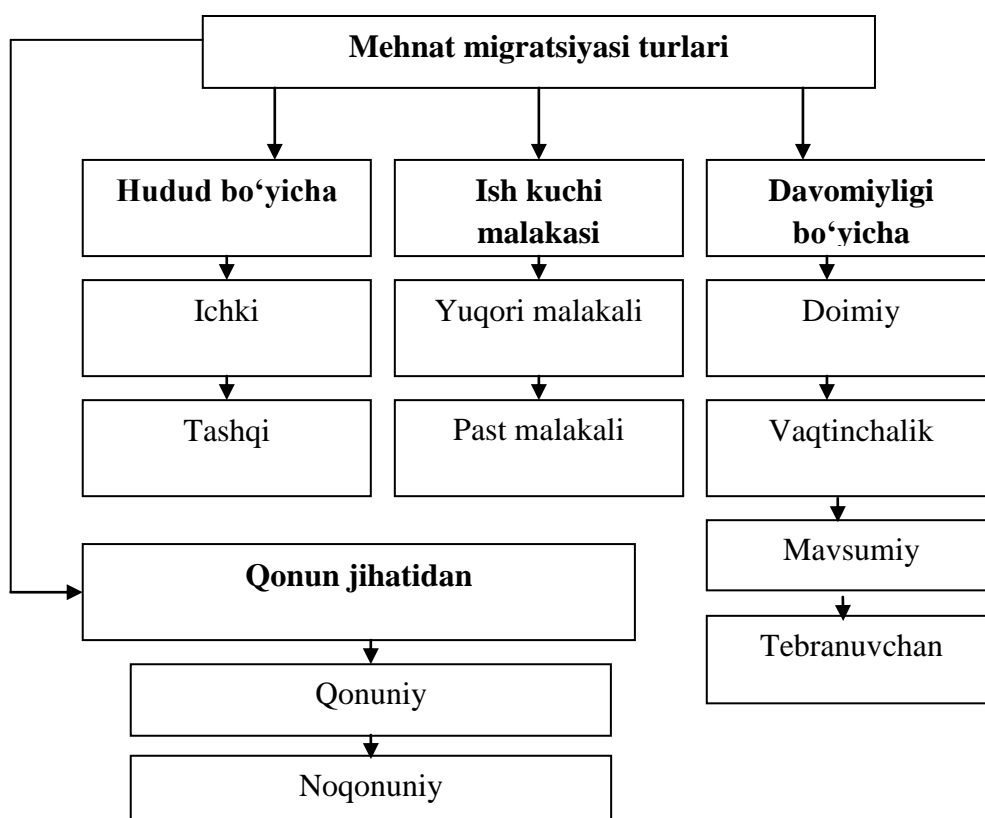 Mehnat migratsiyasi turlari
Hudud bo‘yicha
Ish kuchi
malakasi
Davomiyligi
bo‘yicha
Ichki
Yuqori malakali
Doimiy
Tashqi
Past malakali
Vaqtinchalik
Mavsumiy
Qonun jihatidan
Tebranuvchan
Qonuniy
Noqonuniy